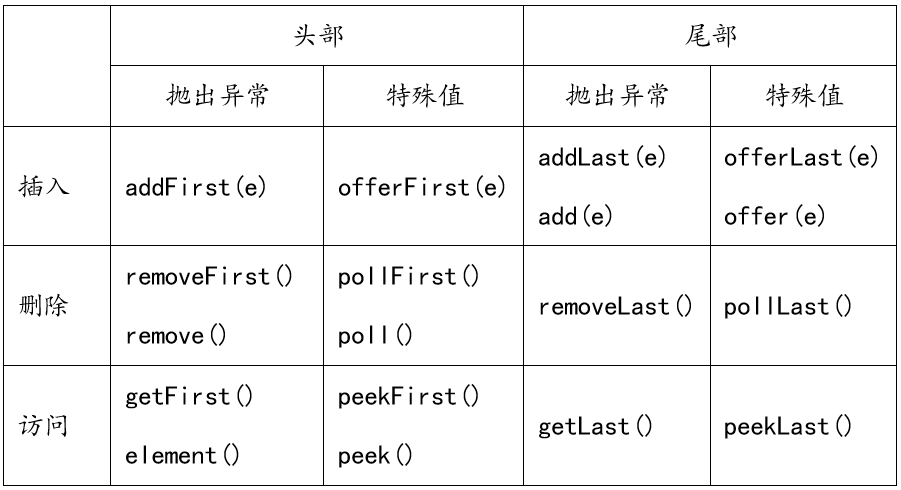 头部 尾部
抛出异常 特殊值 抛出异常 特殊值
插入 addFirst(e) offerFirst(e) addLast(e) offerLast(e)
add(e) offer(e)
删除 removeFirst() pollFirst() removeLast() pollLast()
remove() poll()
访问 getFirst() peekFirst() getLast() peekLast()
element() peek()